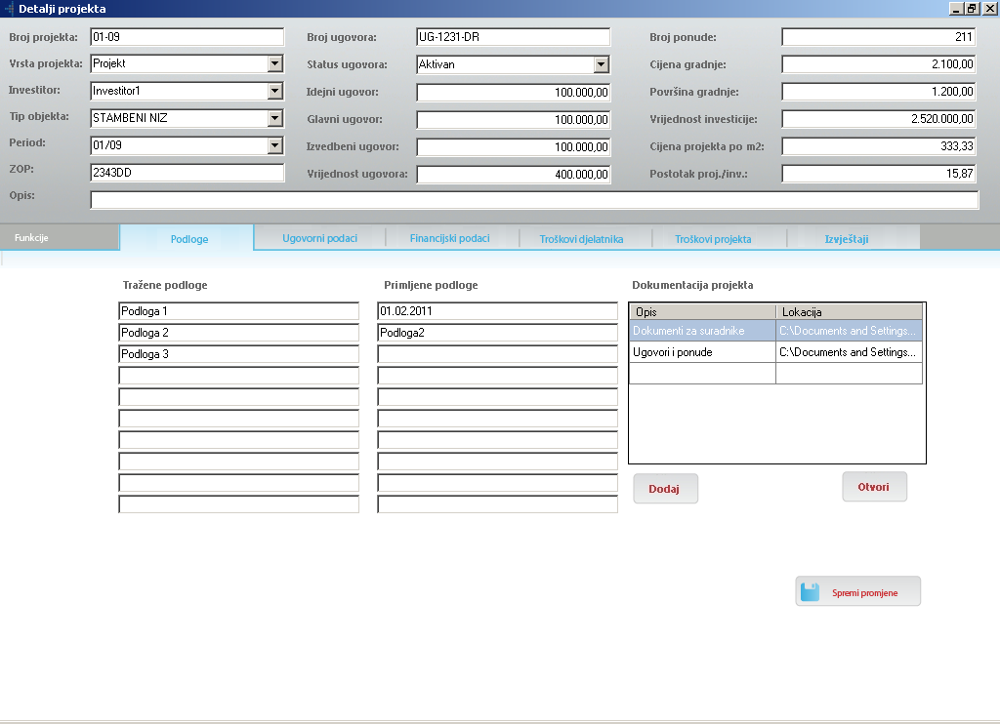 Detalji projekta
Broj projekta: 01-09 Broj ugovora: UG-1231-DR Broj ponude: 211
Vrsta projekta: Projekt Status ugovora: Aktivan Cijena gradnje: 2.100,00
Investitor: Investitor1 Idejni ugovor: 100.000,00 Površina gradnje: 1.200,00
Tip objekta: STAMBENI NIZ Glavni ugovor: 100.000,00 Vrijednost investicije: 2.520.000,00
Period: 01/09 Izvedbeni ugovor: 100.000,00 Cijena projekta po m2: 333,33
ZOP: 2343DD Vrijednost ugovora: 400.000,00 Postotak proj./inv.: 15,87
Opis:
Funkcije Podloge Ugovorni podaci Financijski podaci Troškovi djelatnika Troškovi projekta Izvještaji
Tražene podloge Primljene podloge Dokumentacija projekta
Podloga 1 01.02.2011 Opis Lokacija
Podloga 2 Podloga2 Dokumenti za suradnike C:\Documents and Settings...
Podloga 3 Ugovori i ponude C:\Documents and Settings...
Dodaj Otvori
Spremi promjene